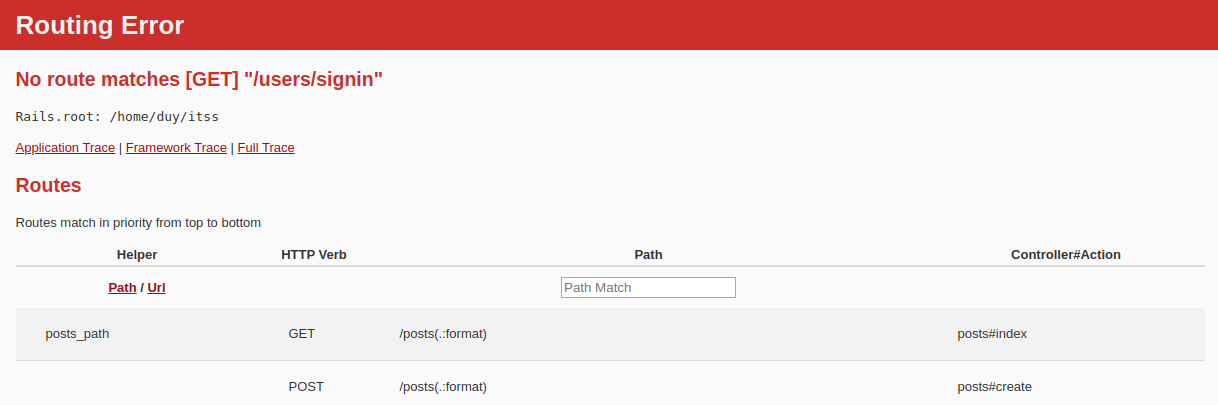 Routing Error
No route matches [GET] "/users/signin"
Rails.root: /home/duy/itss
Application Trace | Framework Trace | Full Trace
Routes
Routes match in priority from top to bottom
Helper HTTP Verb Path Controller#Action
Path / Url Path Match
posts_path GET /posts(.:format) posts#index
POST /posts(.:format) posts#create